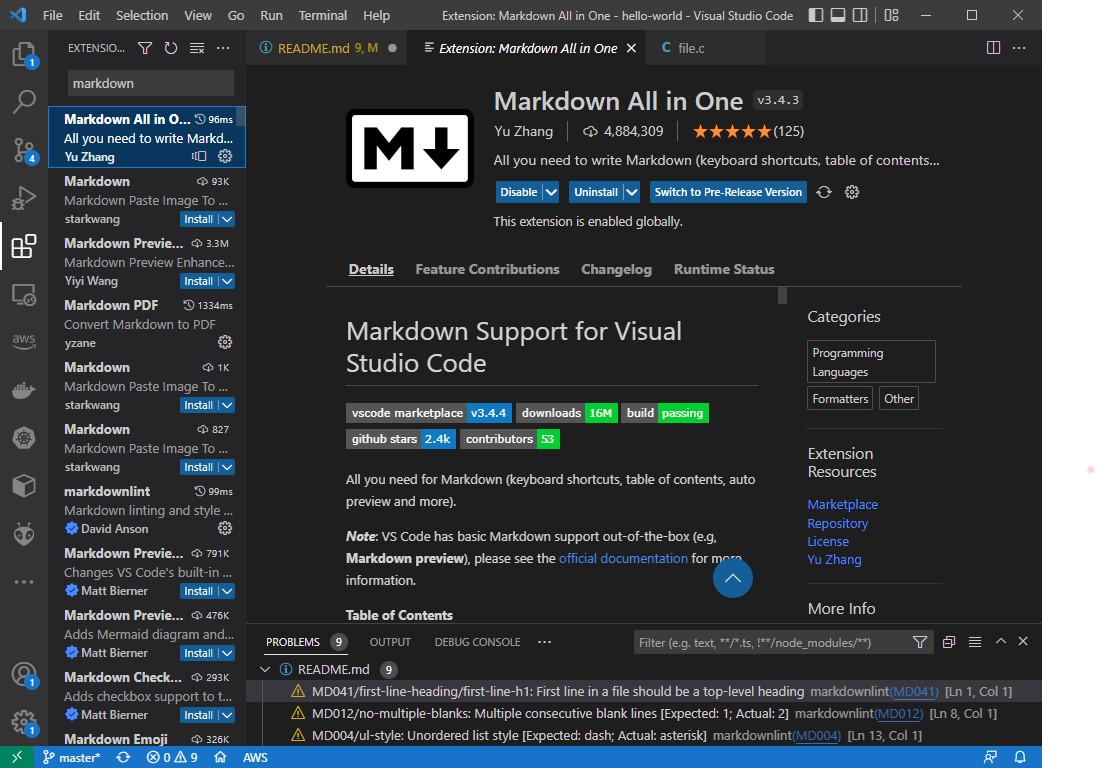 File Edit Selection View Go Run Terminal Help Extension: Markdown All in One - hello-world - Visual Studio Code
EXTENSIO...
markdown
Markdown All in O... 96ms
All you need to write Markd...
Yu Zhang
Markdown 93K
Markdown Paste Image To ...
starkwang Install
Markdown Previe... 3.3M
Markdown Preview Enhance...
Yiyi Wang Install
Markdown PDF 1334ms
Convert Markdown to PDF
yzane
Markdown 1K
Markdown Paste Image To ...
starkwang Install
Markdown 827
Markdown Paste Image To ...
starkwang Install
markdownlint 99ms
Markdown linting and style ...
David Anson
Markdown Previe... 791K
Changes VS Code's built-in ...
Matt Bierner Install
Markdown Previe... 476K
Adds Mermaid diagram and...
Matt Bierner Install
Markdown Check... 293K
Adds checkbox support to t...
Matt Bierner Install
Markdown Emoji 326K
1
4
aws
1
1
README.md 9, M Extension: Markdown All in One C file.c
M
Markdown All in One v3.4.3
Yu Zhang 4,884,309 (125)
All you need to write Markdown (keyboard shortcuts, table of contents...
Disable Uninstall Switch to Pre-Release Version
This extension is enabled globally.
Details Feature Contributions Changelog Runtime Status
Markdown Support for Visual
Studio Code
vscode marketplace v3.4.4 downloads 16M build passing
github stars 2.4k contributors 53
All you need for Markdown (keyboard shortcuts, table of contents, auto
preview and more).
Note: VS Code has basic Markdown support out-of-the-box (e.g,
Markdown preview), please see the official documentation for more
information.
Table of Contents
Categories
Programming
Languages
Formatters Other
Extension
Resources
Marketplace
Repository
License
Yu Zhang
More Info
PROBLEMS 9 OUTPUT DEBUG CONSOLE ... Filter (e.g. text, **/*.ts, !**/node_modules/**)
README.md 9
MD041/first-line-heading/first-line-h1: First line in a file should be a top-level heading markdownlint(MD041) [Ln 1, Col 1]
MD012/no-multiple-blanks: Multiple consecutive blank lines [Expected: 1; Actual: 2] markdownlint(MD012) [Ln 8, Col 1]
MD004/ul-style: Unordered list style [Expected: dash; Actual: asterisk] markdownlint(MD004) [Ln 13, Col 1]
master* 0 9 AWS